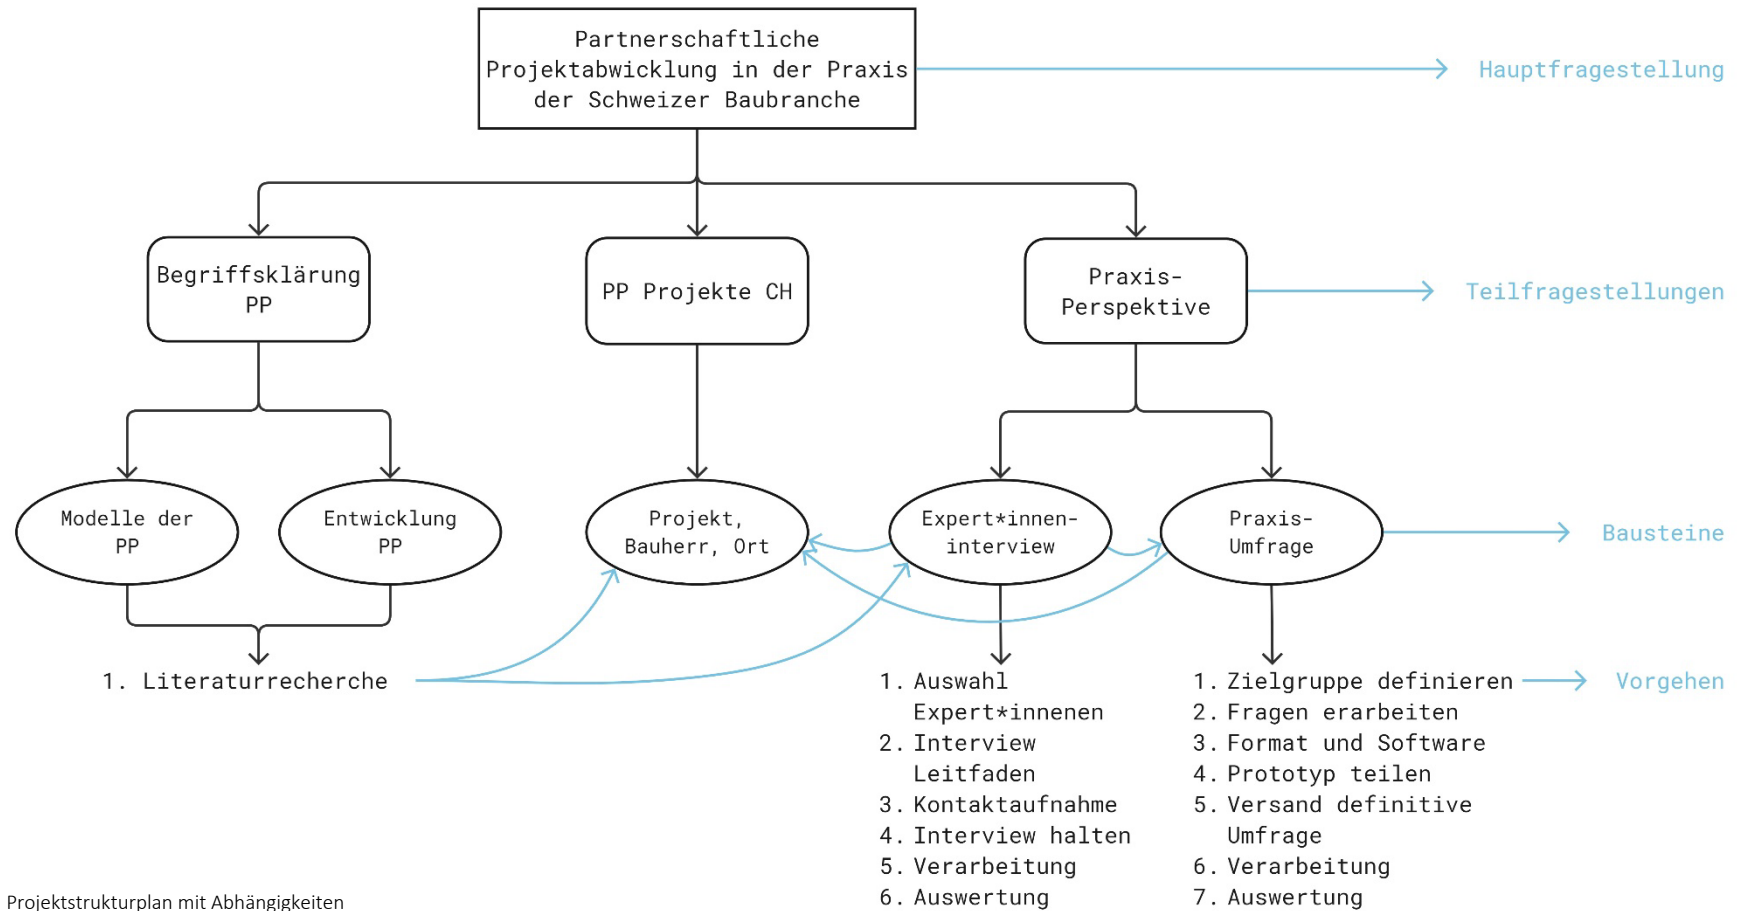 Partnerschaftliche
Projektabwicklung in der Praxis
der Schweizer Baubranche
Hauptfragestellung
Begriffsklärung
PP
PP Projekte CH
Praxis-
Perspektive
Teilfragestellungen
Modelle der
PP
Entwicklung
PP
Projekt,
Bauherr, Ort
Expert*innen-
interview
Praxis-
Umfrage
Bausteine
1. Literaturrecherche
1. Auswahl
Expert*innenen
2. Interview
Leitfaden
3. Kontaktaufnahme
4. Interview halten
5. Verarbeitung
6. Auswertung
1. Zielgruppe definieren
2. Fragen erarbeiten
3. Format und Software
4. Prototyp teilen
5. Versand definitive
Umfrage
6. Verarbeitung
7. Auswertung
Vorgehen
Projektstrukturplan mit Abhängigkeiten